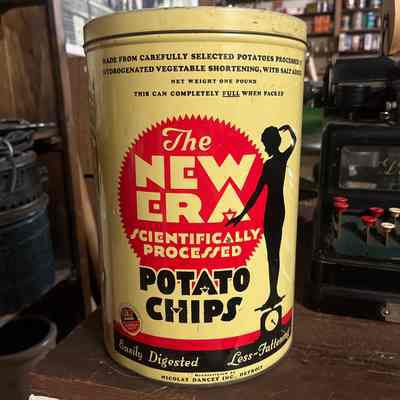 MADE FROM CAREFULLY SELECTED POTATOES PROCESSED
HYDROGENATED VEGETABLE SHORTENING, WITH SALT ADDED
NET WEIGHT ONE POUND
THIS CAN COMPLETELY FULL WHEN PACKED
The
NEW
ERA
SCIENTIFICALLY
PROCESSED
POTATO
CHIPS
Easily Digested Less-Fattening
NICOLAY DANCEY INC. DETROIT